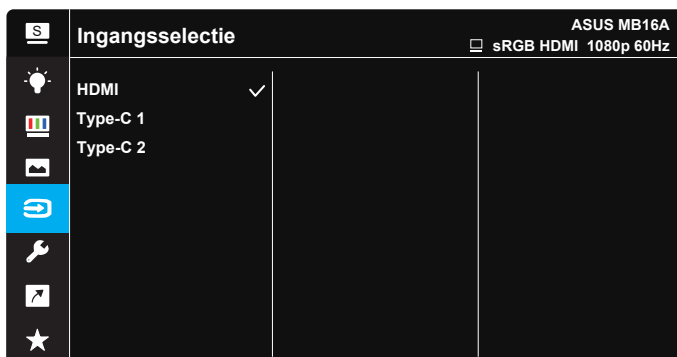 S
Ingangsselectie
ASUS MB16A
sRGB HDMI 1080p 60Hz
HDMI
Type-C 1
Type-C 2